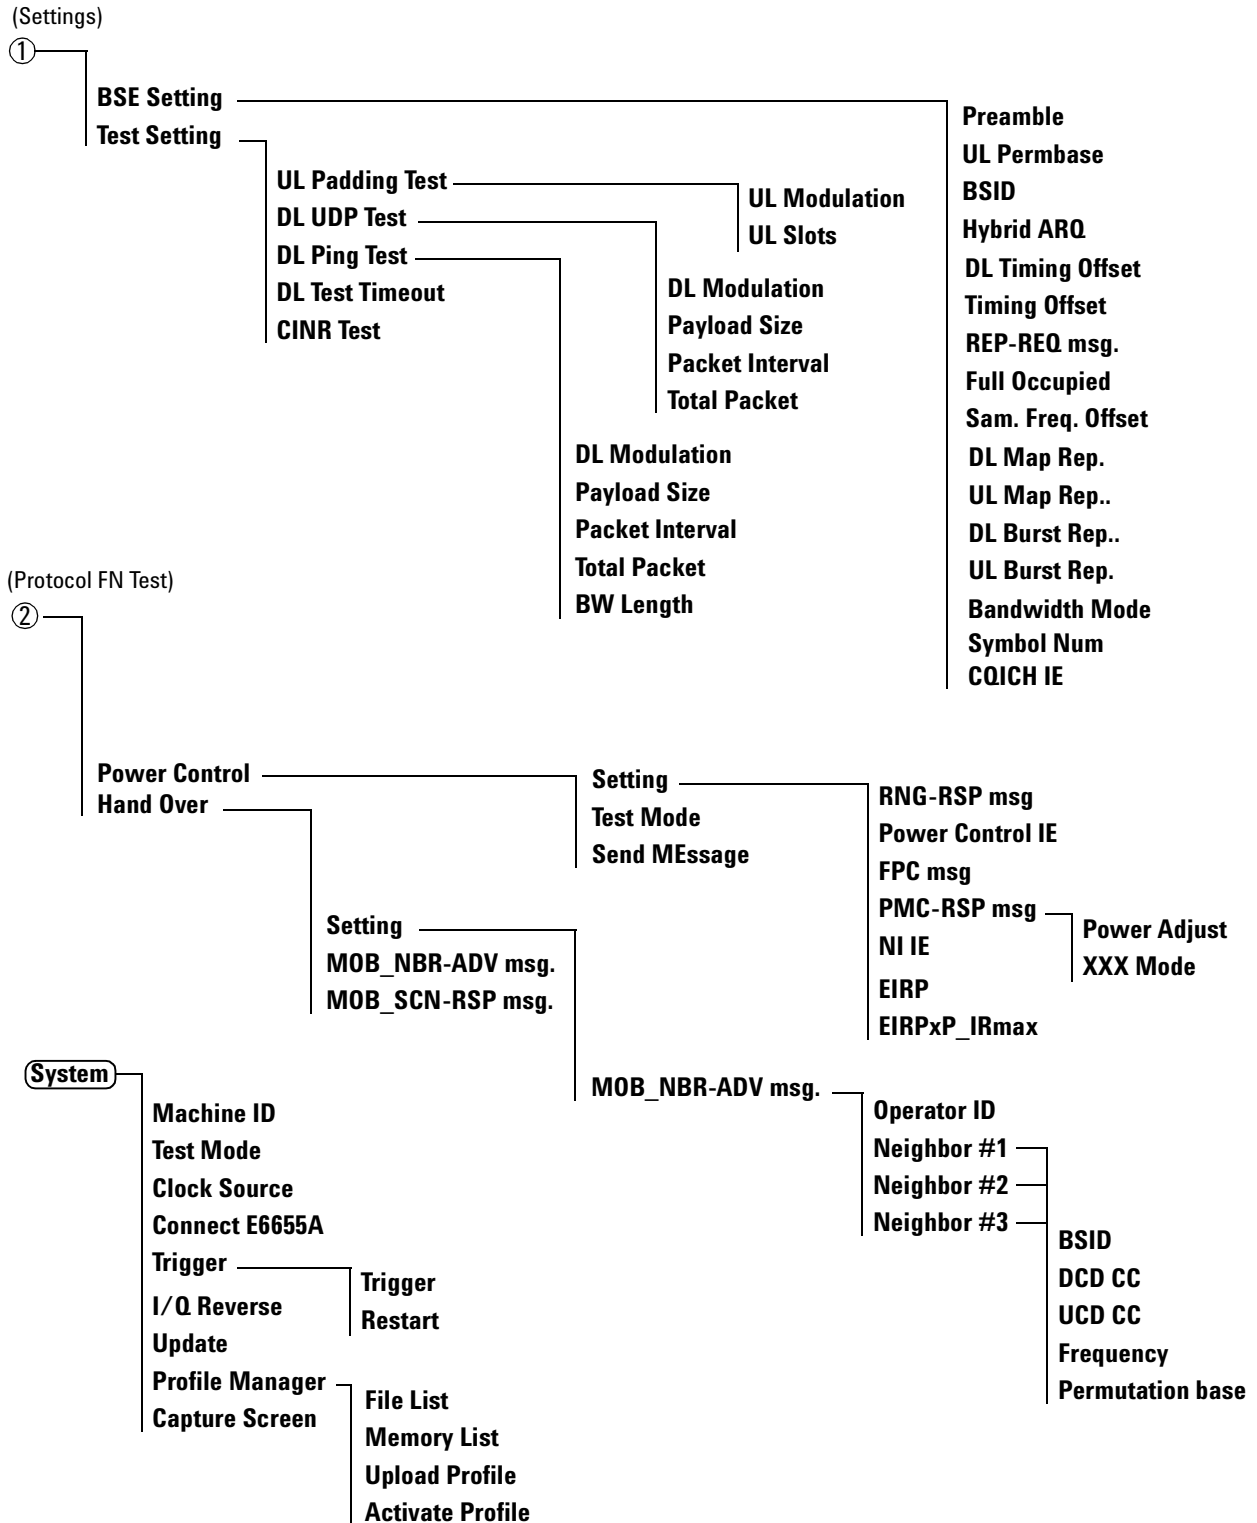 (Settings)
1
BSE Setting
Test Setting
UL Padding Test
DL UDP Test
DL Ping Test
DL Test Timeout
CINR Test
UL Modulation
UL Slots
DL Modulation
Payload Size
Packet Interval
Total Packet
DL Modulation
Payload Size
Packet Interval
Total Packet
BW Length
Preamble
UL Permbase
BSID
Hybrid ARQ
DL Timing Offset
Timing Offset
REP-REQ msg.
Full Occupied
Sam. Freq. Offset
DL Map Rep.
UL Map Rep..
DL Burst Rep..
UL Burst Rep.
Bandwidth Mode
Symbol Num
CQICH IE
(Protocol FN Test)
2
Power Control
Hand Over
Setting
Test Mode
Send MEssage
RNG-RSP msg
Power Control IE
FPC msg
PMC-RSP msg
NI IE
EIRP
EIRPxP_IRmax
Power Adjust
XXX Mode
Setting
MOB_NBR-ADV msg.
MOB_SCN-RSP msg.
MOB_NBR-ADV msg.
Operator ID
Neighbor #1
Neighbor #2
Neighbor #3
BSID
DCD CC
UCD CC
Frequency
Permutation base
System
Machine ID
Test Mode
Clock Source
Connect E6655A
Trigger
I/Q Reverse
Update
Profile Manager
Capture Screen
Trigger
Restart
File List
Memory List
Upload Profile
Activate Profile